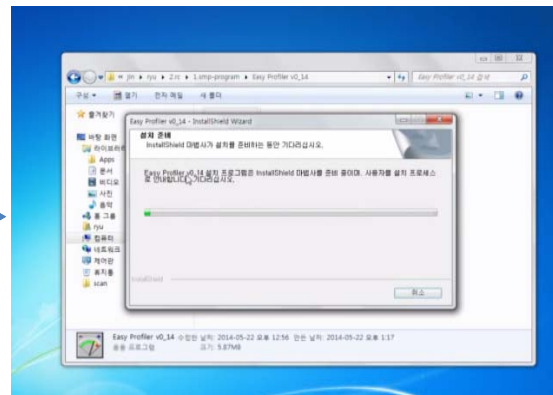 « jin ▸ ryu ▸ 2.rc ▸ 1.smp-program ▸ Easy Profiler v0_14
Easy Profiler v0_14 검색
구성 ▾ 열기 전자 메일 새 폴더
즐겨찾기
바탕 화면
라이브러리
Apps
문서
비디오
사진
음악
홈 그룹
ryu
컴퓨터
네트워크
제어판
휴지통
scan
Easy Profiler v0_14 - InstallShield Wizard
설치 준비
InstallShield 마법사가 설치를 준비하는 동안 기다리십시오.
Easy Profiler v0_14 설치 프로그램은 InstallShield 마법사를 준비 중이며, 사용자를 설치 프로세스
로 안내합니다. 기다리십시오.
InstallShield
취소
Easy Profiler v0_14 수정한 날짜: 2014-05-22 오후 12:56 만든 날짜: 2014-05-22 오후 1:17
응용 프로그램 크기: 5.87MB